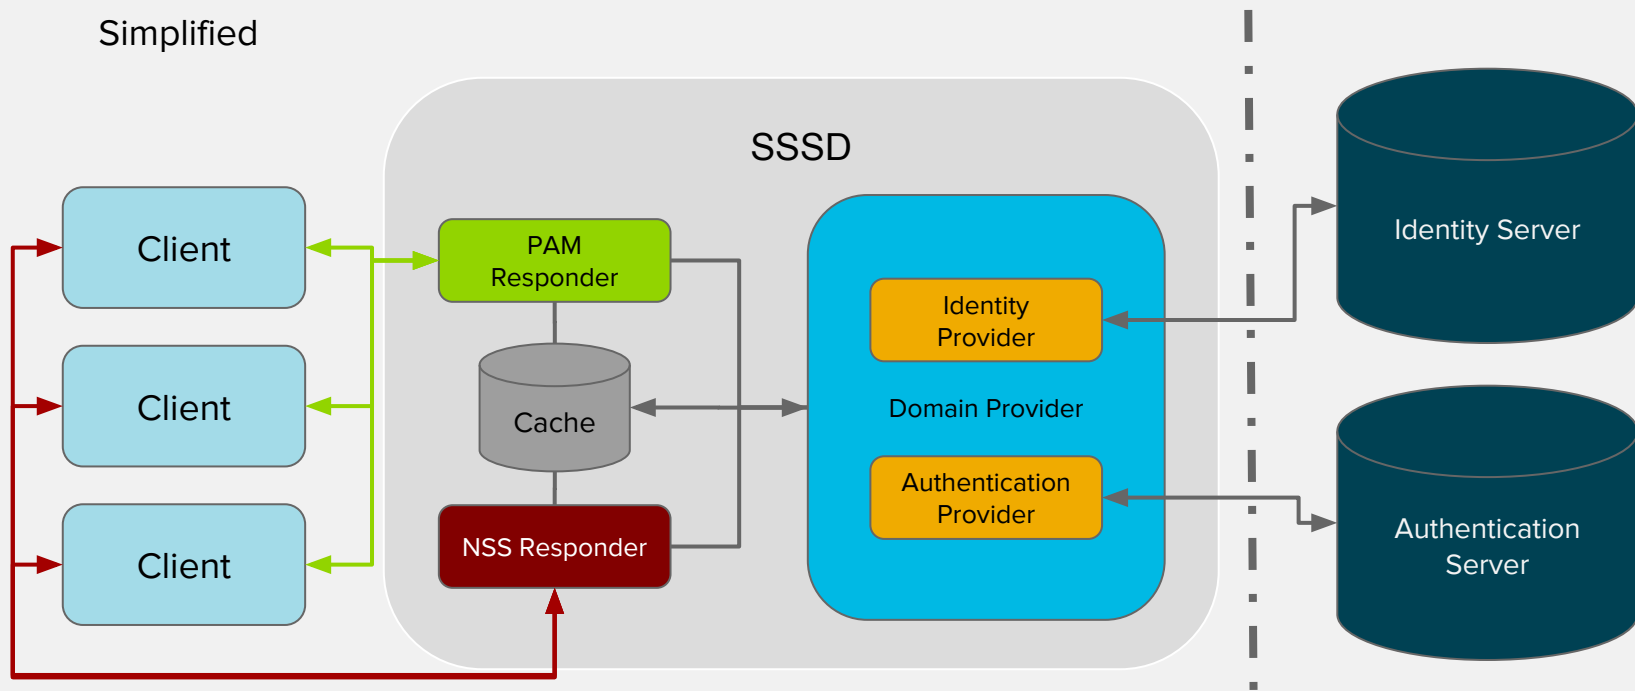 Simplified
SSSD
Client
Client
Client
PAM
Responder
Cache
NSS Responder
Identity
Provider
Domain Provider
Authentication
Provider
Identity Server
Authentication
Server